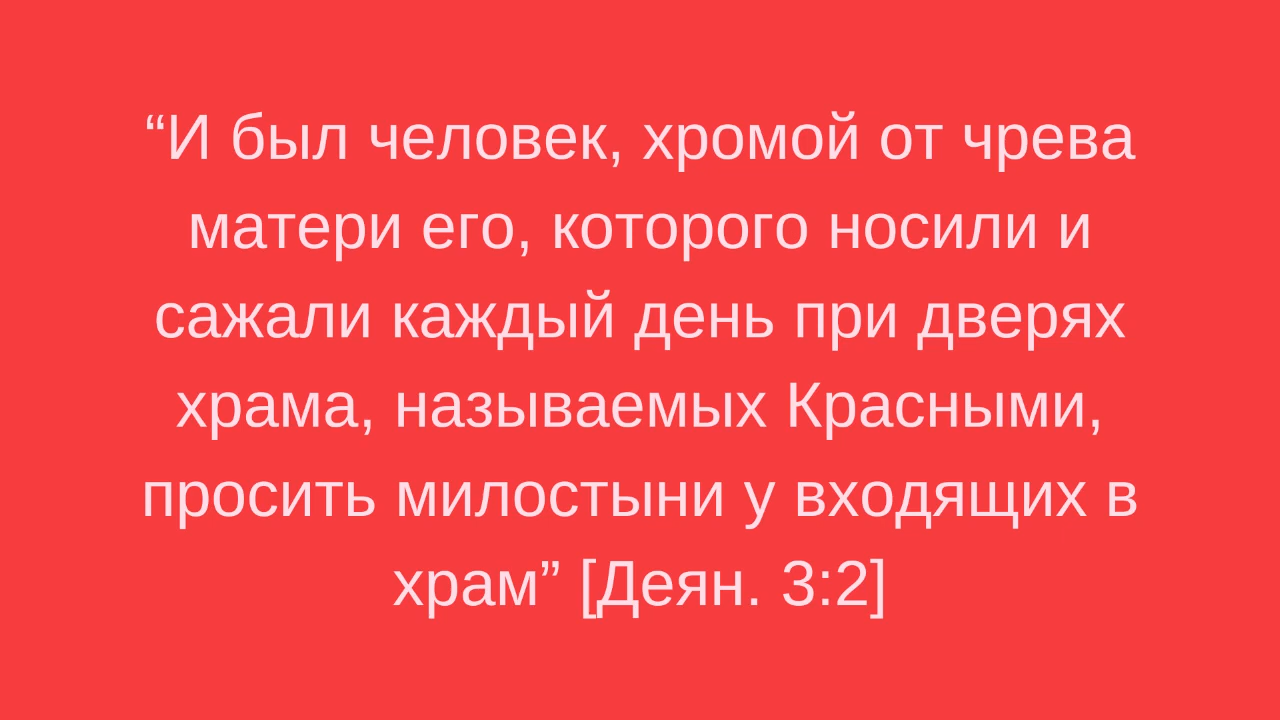 “И был человек, хромой от чрева
матери его, которого носили и
сажали каждый день при дверях
храма, называемых Красными,
просить милостыни у входящих в
храм” [Деян. 3:2]